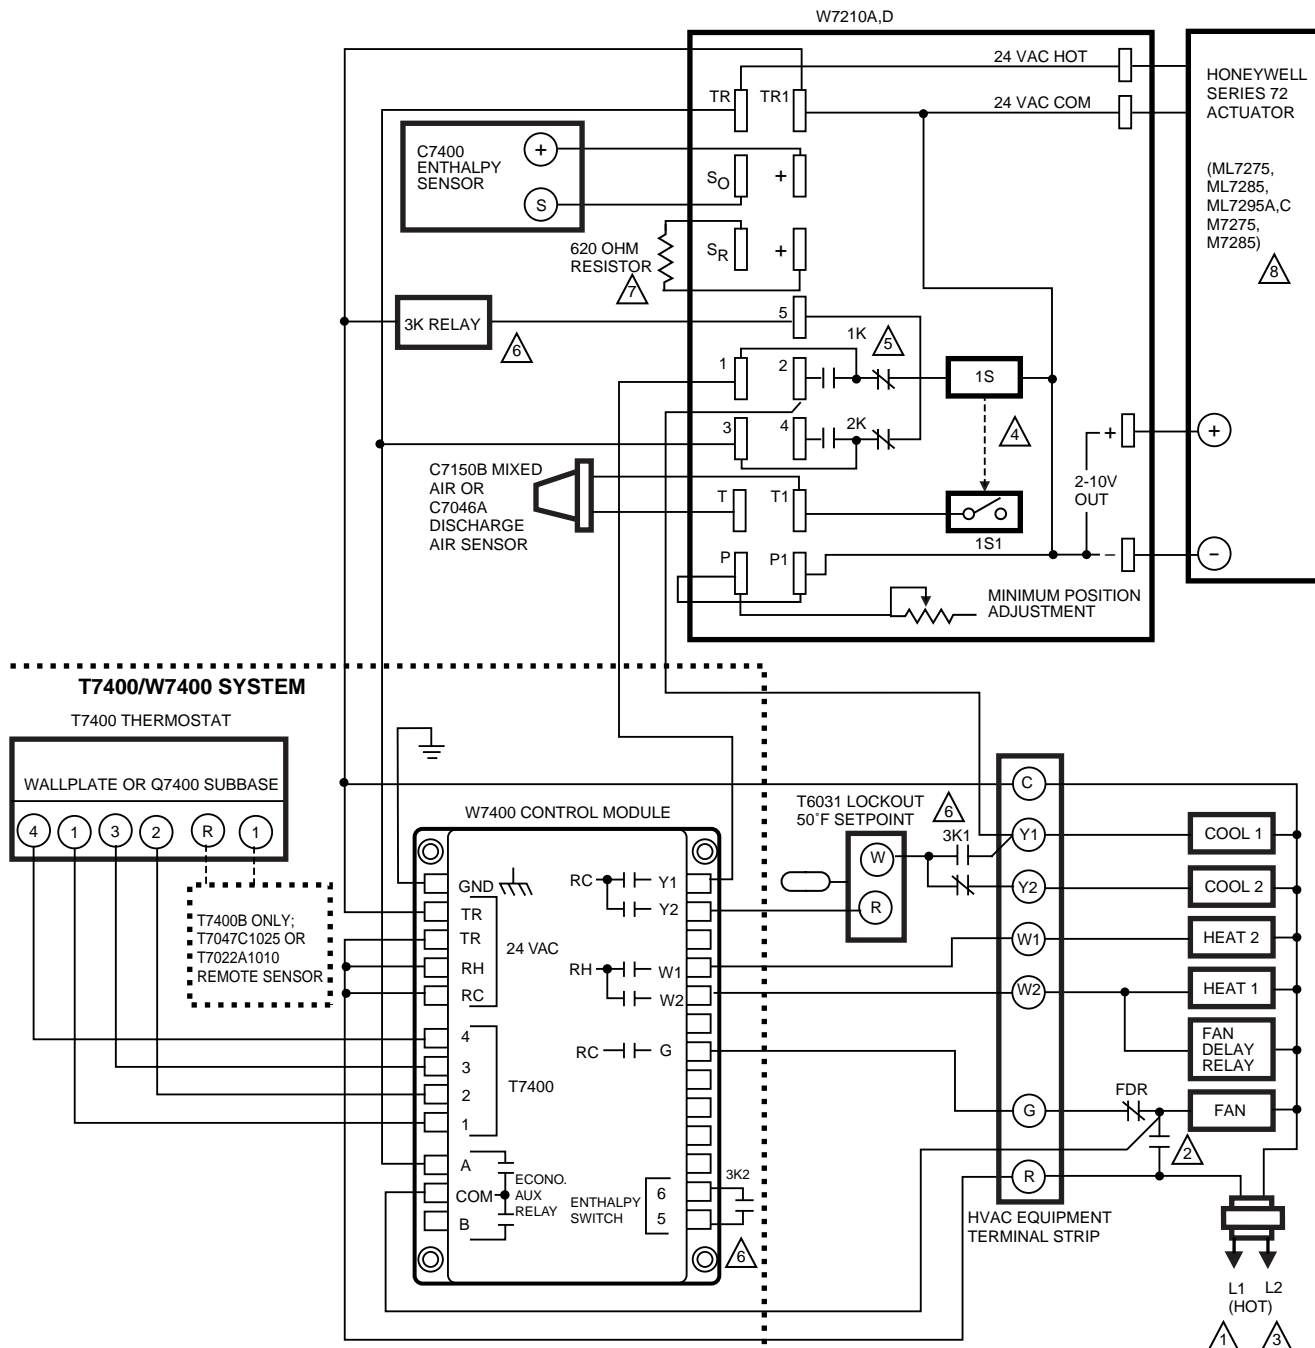 W7210A,D
24 VAC HOT
TR
TR1
24 VAC COM
HONEYWELL
SERIES 72
ACTUATOR
(ML7275,
ML7285,
ML7295A,C
M7275,
M7285)
8
C7400
ENTHALPY
SENSOR
+
S
SO
+
SR
+
620 OHM
RESISTOR
7
3K RELAY
6
5
1K
5
1
2
1S
3
4
2K
4
+
+
2-10V
OUT
C7150B MIXED
AIR OR
C7046A
DISCHARGE
AIR SENSOR
T
T1
1S1
P
P1
–
–
MINIMUM POSITION
ADJUSTMENT
T7400/W7400 SYSTEM
T7400 THERMOSTAT
WALLPLATE OR Q7400 SUBBASE
4
1
3
2
R
1
T7400B ONLY;
T7047C1025 OR
T7022A1010
REMOTE SENSOR
W7400 CONTROL MODULE
GND
TR
TR
24 VAC
RH
RC
4
3
T7400
2
1
A
ECONO.
AUX
RELAY
COM
B
RC
Y1
Y2
RH
W1
W2
RC
G
ENTHALPY
SWITCH
6
5
3K2
6
T6031 LOCKOUT
50˚F SETPOINT
6
3K1
W
R
C
Y1
COOL 1
Y2
COOL 2
W1
HEAT 2
W2
HEAT 1
FAN
DELAY
RELAY
G
FDR
FAN
2
R
HVAC EQUIPMENT
TERMINAL STRIP
L1
(HOT)
L2
1
3